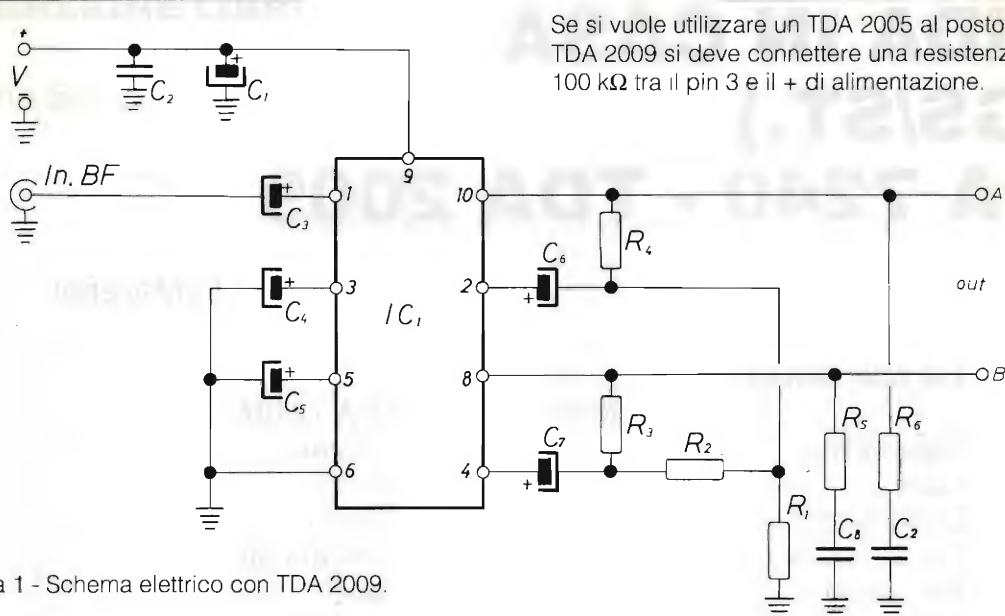 Se si vuole utilizzare un TDA 2005 al posto
TDA 2009 si deve connettere una resistenz
100 kΩ tra il pin 3 e il + di alimentazione.
+
V
C2
C1
In. BF
C3
1
9
10
A
R4
C6
3
C4
IC1
2
+
out
5
C5
8
B
R3
R5
R6
C7
R2
6
4
+
R1
C8
C2
a 1 - Schema elettrico con TDA 2009.